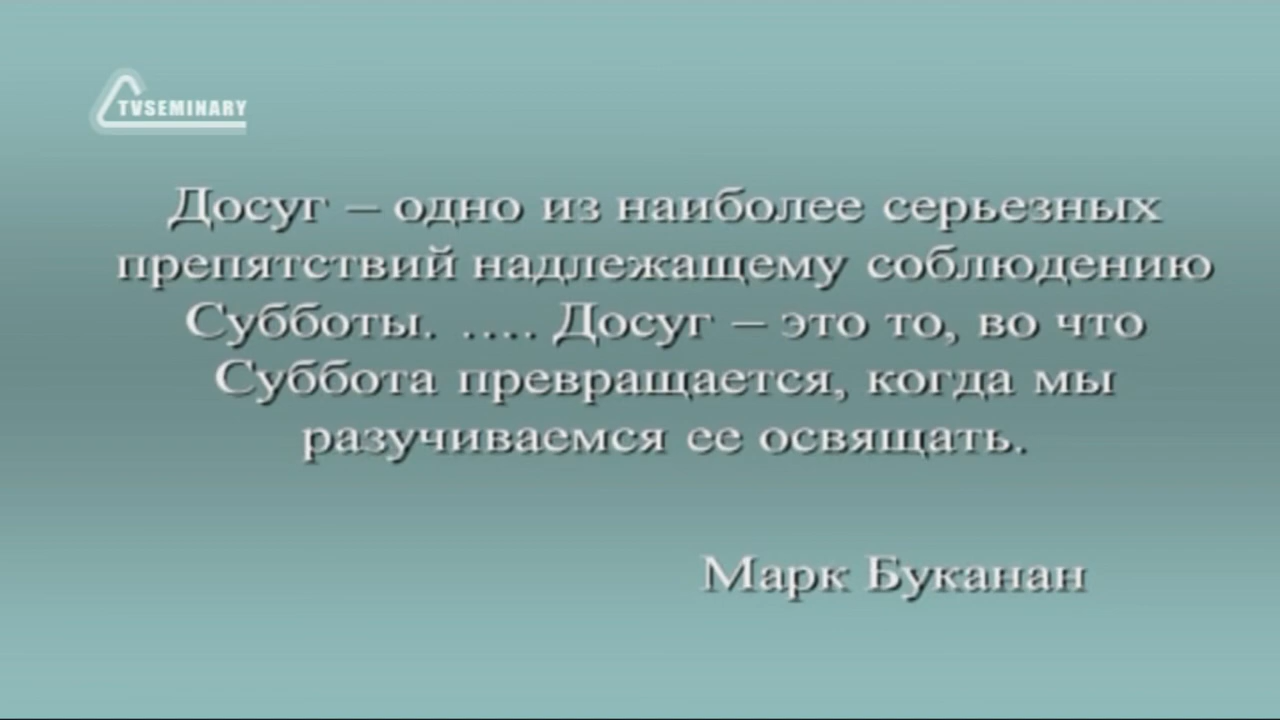 TVSEMINARY
Досуг – одно из наиболее серьезных
препятствий надлежащему соблюдению
Субботы. .... Досуг – это то, во что
Суббота превращается, когда мы
разучиваемся ее освящать.
Марк Буканан